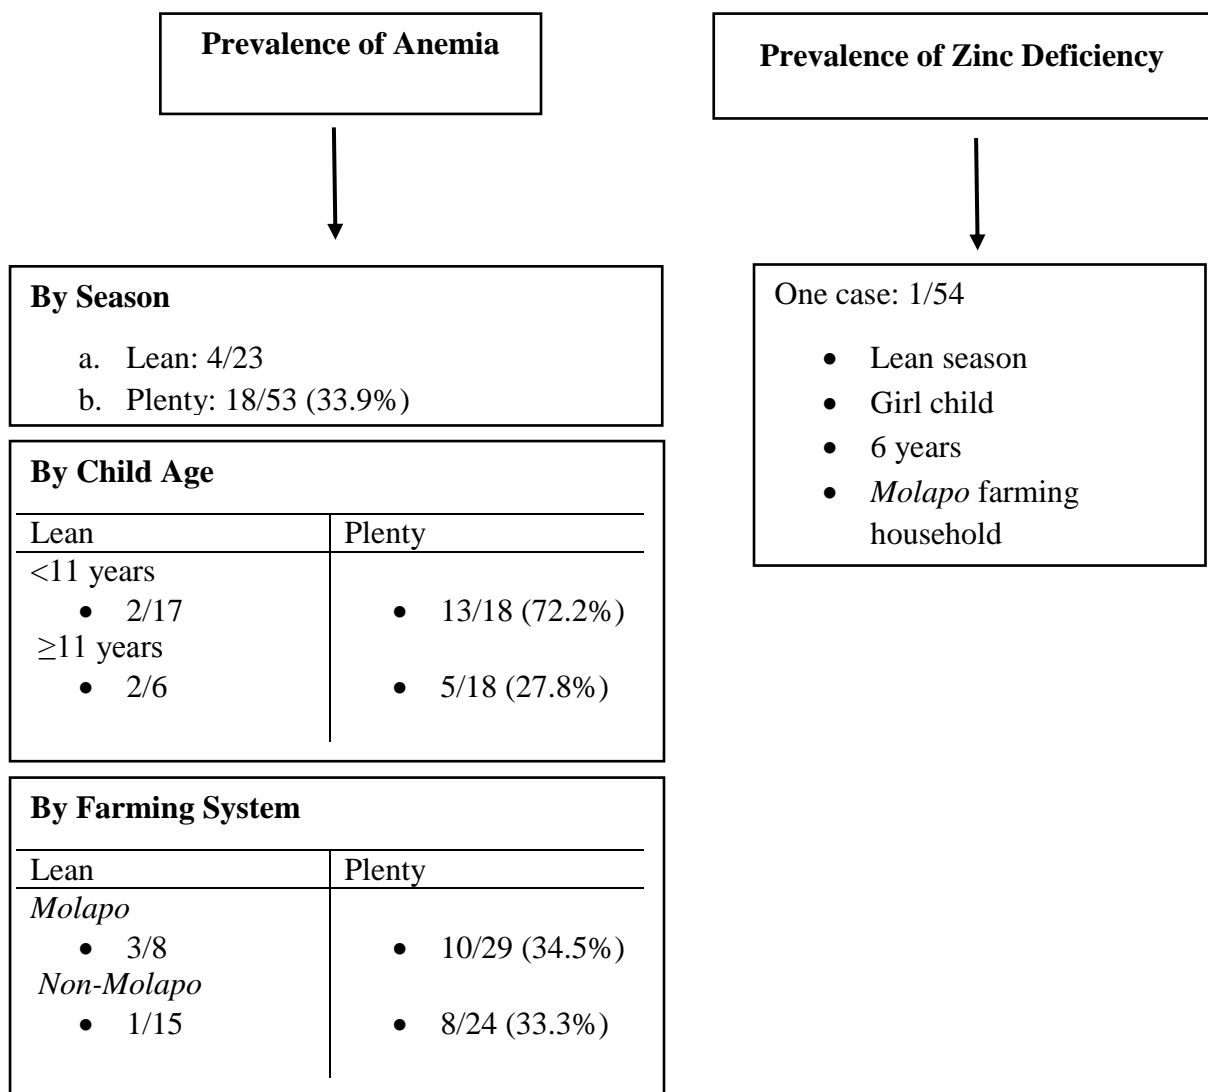 Prevalence of Anemia
Prevalence of Zinc Deficiency
By Season
a. Lean: 4/23
b. Plenty: 18/53 (33.9%)
By Child Age
Lean Plenty
<11 years
• 2/17 • 13/18 (72.2%)
≥11 years
• 2/6 • 5/18 (27.8%)
By Farming System
Lean Plenty
Molapo
• 3/8 • 10/29 (34.5%)
Non-Molapo
• 1/15 • 8/24 (33.3%)
One case: 1/54
• Lean season
• Girl child
• 6 years
• Molapo farming
household